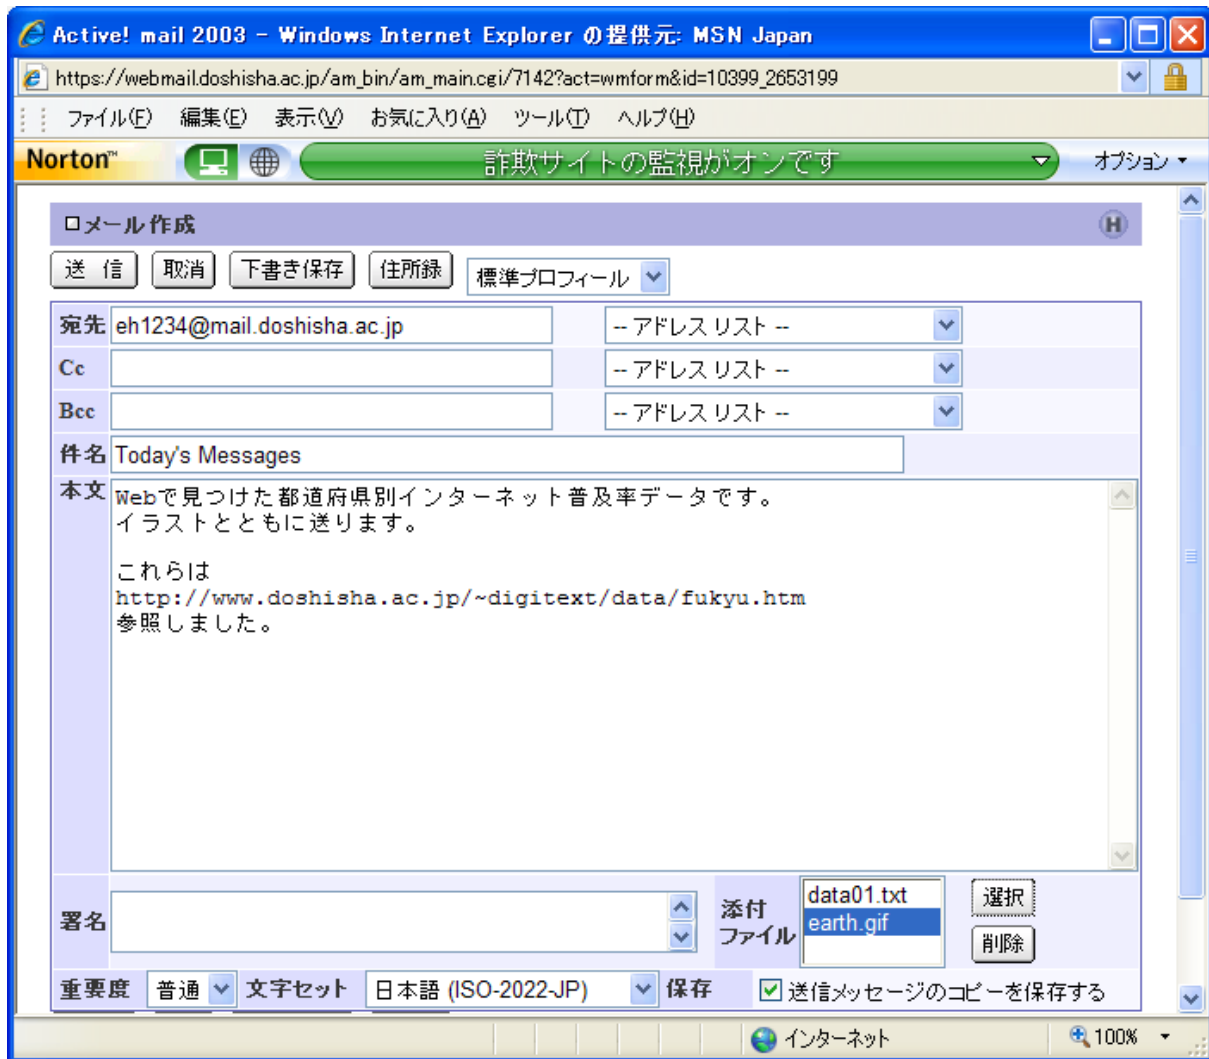 Active! mail 2003 - Windows Internet Explorer の提供元: MSN Japan
https://webmail.doshisha.ac.jp/am_bin/am_main.cgi/7142?act=wmform&id=10399_2653199
ファイル(F) 編集(E) 表示(V) お気に入り(A) ツール(T) ヘルプ(H)
Norton™ 詐欺サイトの監視がオンです オプション
メール作成 H
送 信 取消 下書き保存 住所録 標準プロフィール
宛先 eh1234@mail.doshisha.ac.jp -- アドレス リスト --
Cc -- アドレス リスト --
Bcc -- アドレス リスト --
件名 Today's Messages
本文 Webで見つけた都道府県別インターネット普及率データです。
イラストとともに送ります。
これらは
http://www.doshisha.ac.jp/~digitext/data/fukyu.htm
参照しました。
署名 添付ファイル data01.txt 選択
earth.gif 削除
重要度 普通 文字セット 日本語 (ISO-2022-JP) 保存 送信メッセージのコピーを保存する
インターネット 100%